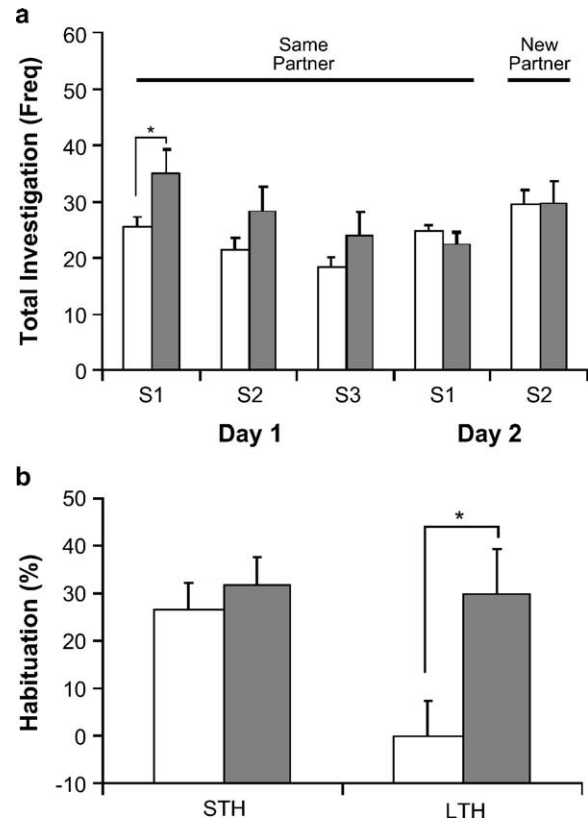 a
Same
Partner
New
Partner
Total Investigation (Freq)
60
50
40
30
20
10
0
*
S1
S2
S3
S1
S2
Day 1
Day 2
b
Habituation (%)
50
40
30
20
10
0
-10
*
STH
LTH